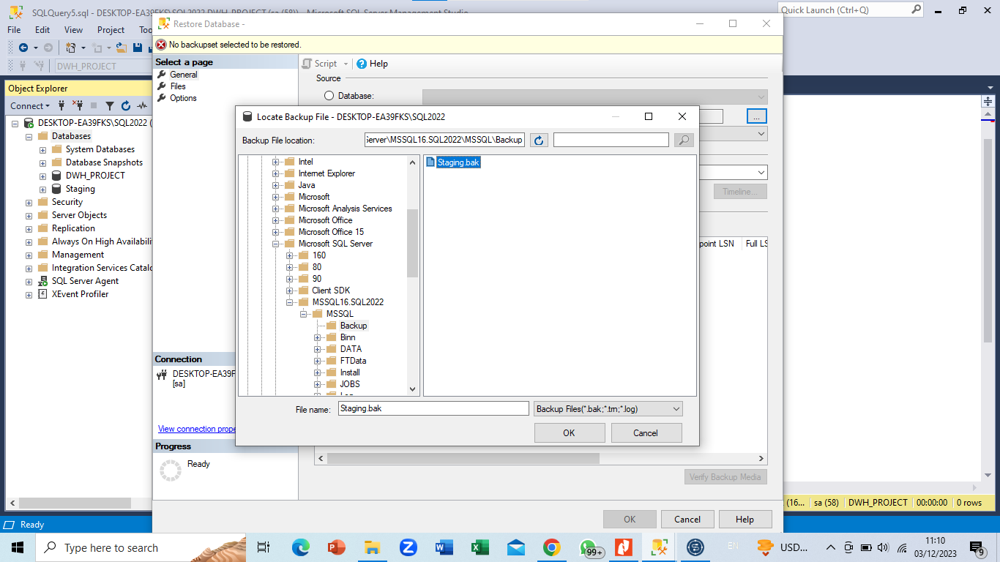 SQLQuery5.sql - DESKTOP-EA39FKS\SQL2022.DWH_PROJECT (sa (58)) - Microsoft SQL Server Management Studio
Quick Launch (Ctrl+Q)
File Edit View Project
Restore Database -
No backupset selected to be restored.
DWH_PROJECT
Select a page
General
Files
Options
Script
Help
Source
Database:
...
Timeline...
point LSN
Full LS
Object Explorer
Connect
DESKTOP-EA39FKS\SQL2022 (
Databases
System Databases
Database Snapshots
DWH_PROJECT
Staging
Security
Server Objects
Replication
Always On High Availabili
Management
Integration Services Catalo
SQL Server Agent
XEvent Profiler
Locate Backup File - DESKTOP-EA39FKS\SQL2022
Backup File location:
Server\MSSQL16.SQL2022\MSSQL\Backup
Intel
Internet Explorer
Java
Microsoft
Microsoft Analysis Services
Microsoft Office
Microsoft Office 15
Microsoft SQL Server
160
80
90
Client SDK
MSSQL16.SQL2022
MSSQL
Backup
Binn
DATA
FTData
Install
JOBS
Staging.bak
File name:
Staging.bak
Backup Files(*.bak;*.trn;*.log)
OK
Cancel
Connection
DESKTOP-EA39F
[sa]
View connection prope
Progress
Ready
Verify Backup Media
OK
Cancel
Help
(16...
sa (58)
DWH_PROJECT
00:00:00
0 rows
Ready
Type here to search
99+
EN
USD...
11:10
03/12/2023
9